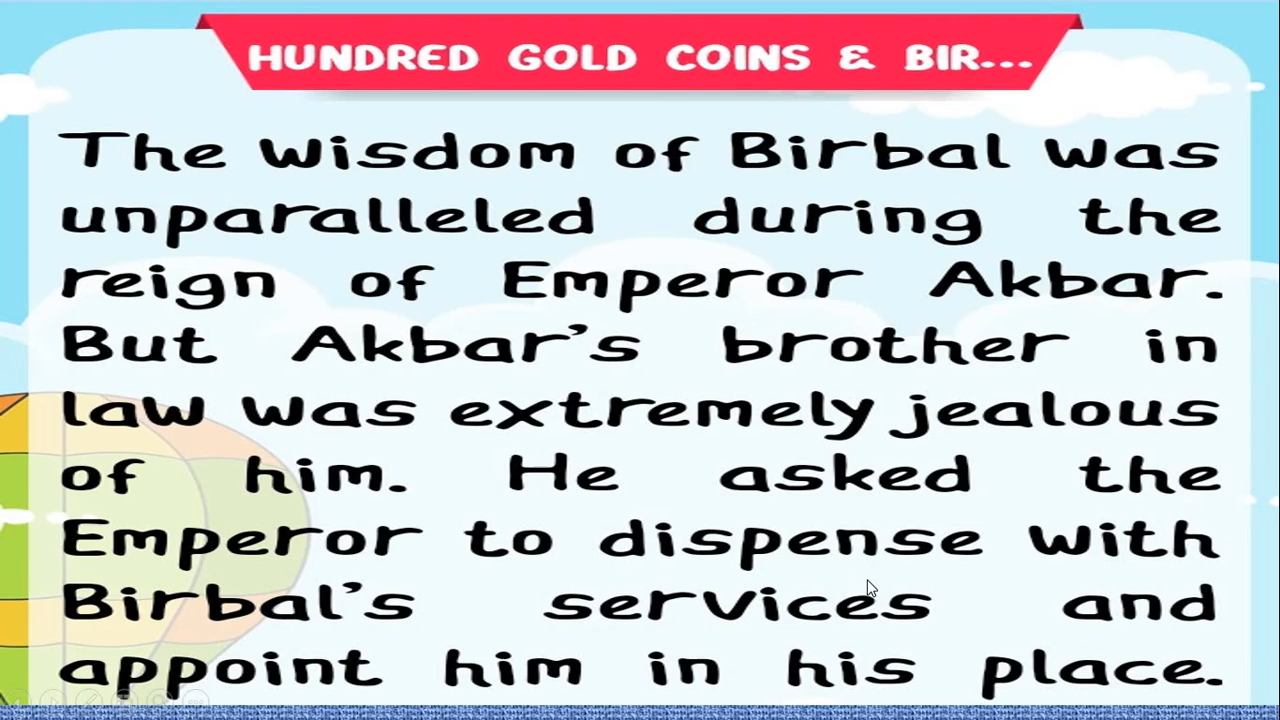 HUNDRED GOLD COINS & BIR...
The wisdom of Birbal was
unparalleled during the
reign of Emperor Akbar.
But Akbar's brother in
law was extremely jealous
of him. He asked the
Emperor to dispense with
Birbal's services and
appoint him in his place.